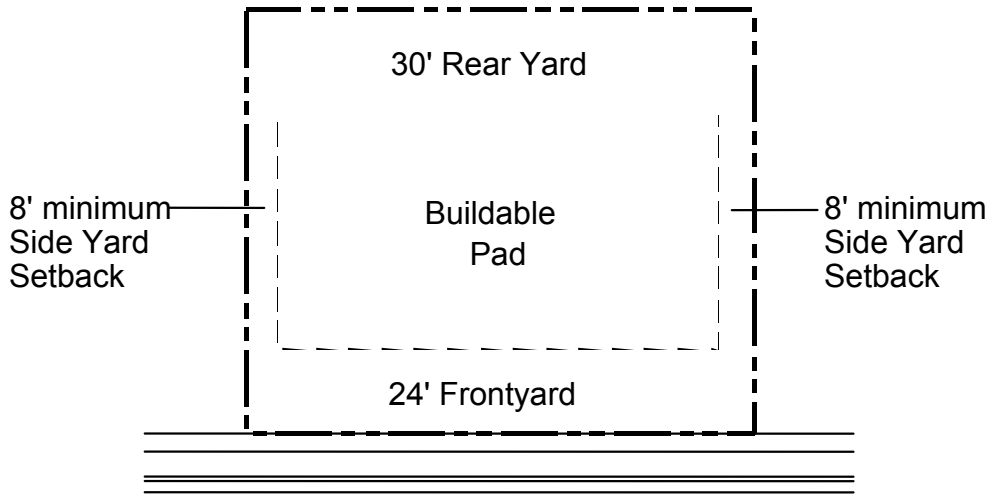 30' Rear Yard
8' minimum
Side Yard
Setback
Buildable
Pad
8' minimum
Side Yard
Setback
24' Frontyard